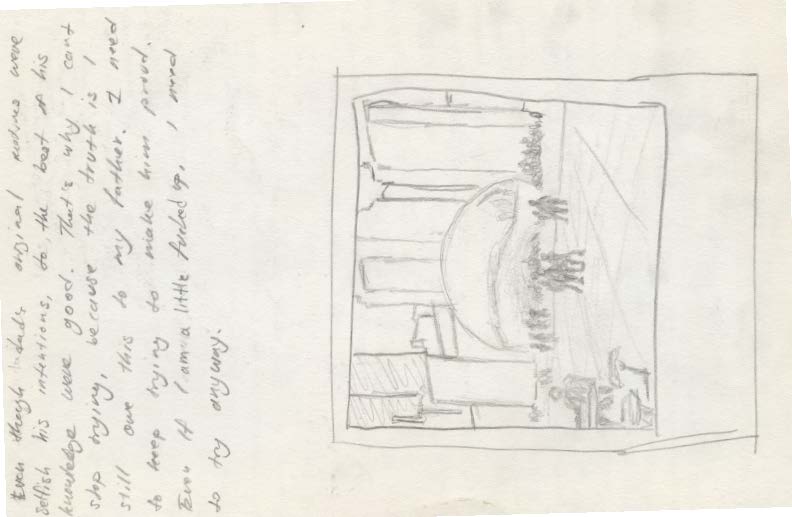 Even though dad's original motives were
selfish his intentions, to the best of his
knowledge were good. That's why I can't
stop trying, because the truth is I
still owe this to my father. I need
to keep trying to make him proud.
Even if I am a little fucked up, I need
to try anyway.